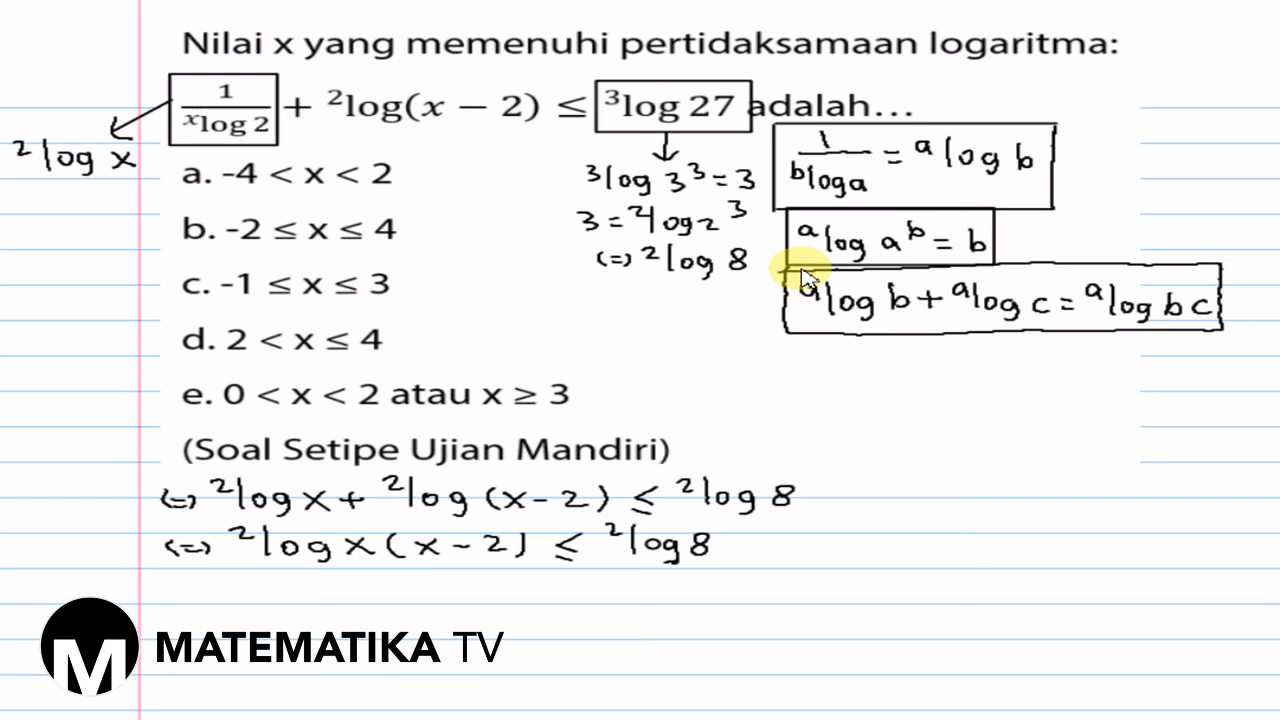 Nilai x yang memenuhi pertidaksamaan logaritma:
1/ˣlog 2 + ²log(x − 2) ≤ ³log 27 adalah...
²log x
a. -4 < x < 2
b. -2 ≤ x ≤ 4
c. -1 ≤ x ≤ 3
d. 2 < x ≤ 4
e. 0 < x < 2 atau x ≥ 3
(Soal Setipe Ujian Mandiri)
³log 3³ = 3
3 = ²log 2³
(=) ²log 8
1/ᵇlog a = ᵃlog b
ᵃlog aᵇ = b
ᵃlog b + ᵃlog c = ᵃlog bc
(=) ²log x + ²log (x - 2) ≤ ²log 8
(=) ²log x (x - 2) ≤ ²log 8
M MATEMATIKA TV